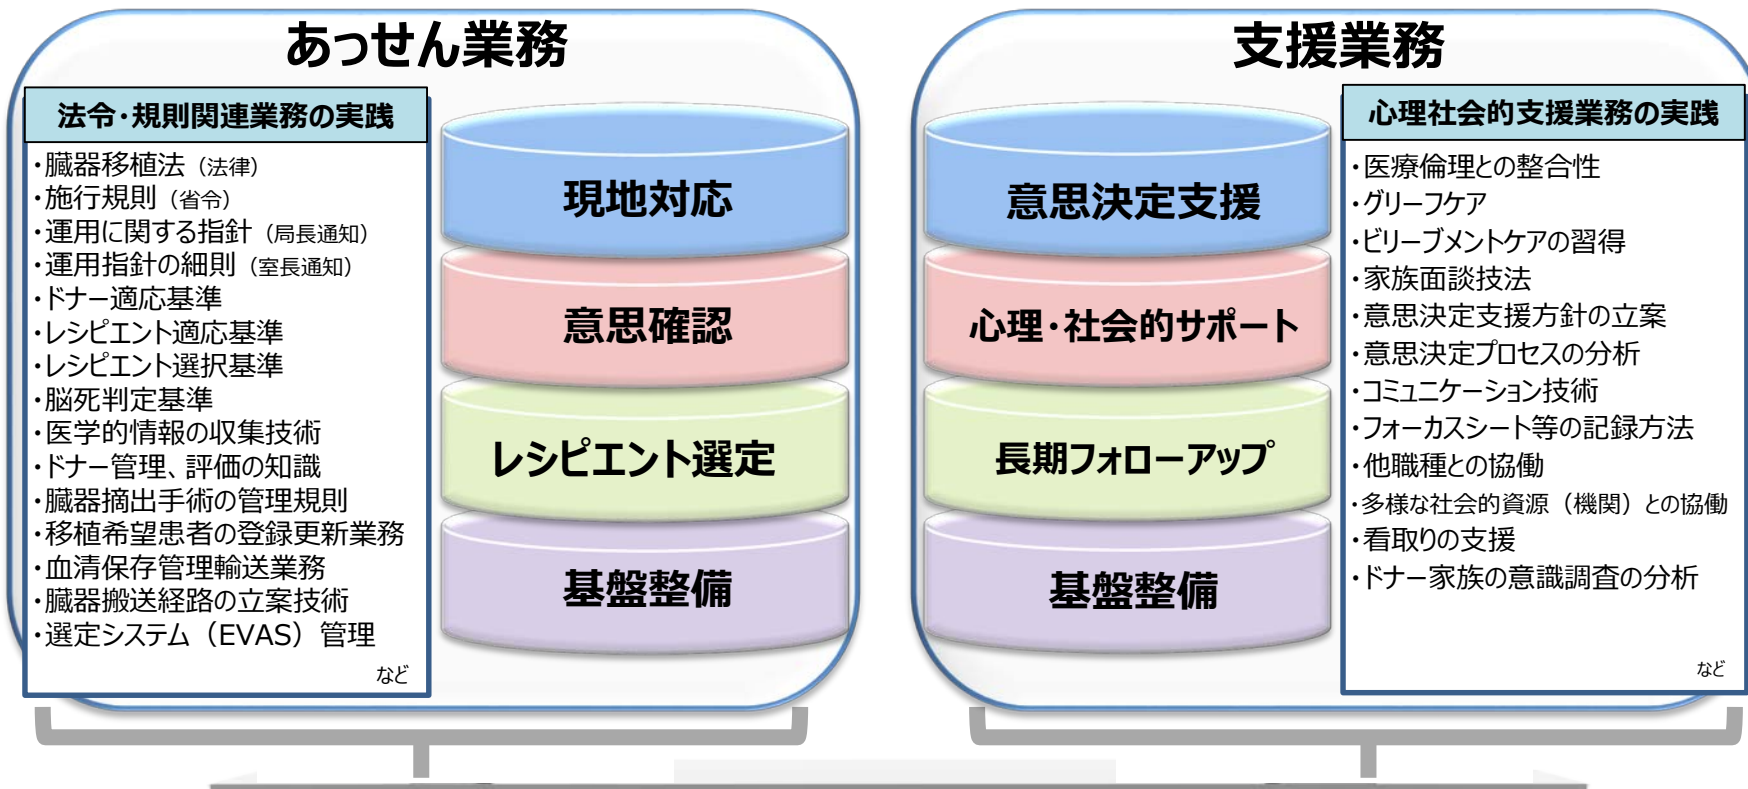 あっせん業務
法令・規則関連業務の実践
・臓器移植法（法律）
・施行規則（省令）
・運用に関する指針（局長通知）
・運用指針の細則（室長通知）
・ドナー適応基準
・レシピエント適応基準
・レシピエント選択基準
・脳死判定基準
・医学的情報の収集技術
・ドナー管理、評価の知識
・臓器摘出手術の管理規則
・移植希望患者の登録更新業務
・血清保存管理輸送業務
・臓器搬送経路の立案技術
・選定システム（EVAS）管理
など
現地対応
意思確認
レシピエント選定
基盤整備
支援業務
意思決定支援
心理・社会的サポート
長期フォローアップ
基盤整備
心理社会的支援業務の実践
・医療倫理との整合性
・グリーフケア
・ビリーブメントケアの習得
・家族面談技法
・意思決定支援方針の立案
・意思決定プロセスの分析
・コミュニケーション技術
・フォーカスシート等の記録方法
・他職種との協働
・多様な社会的資源（機関）との協働
・看取りの支援
・ドナー家族の意識調査の分析
など